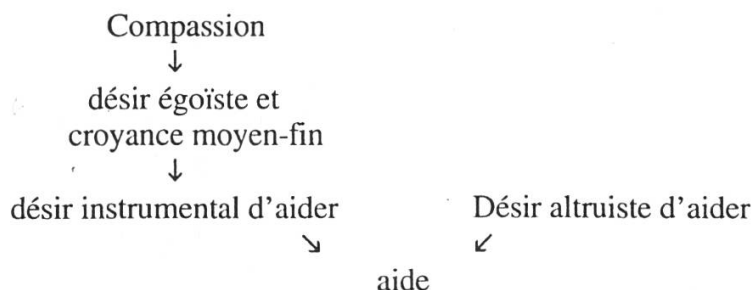 Compassion
↓
désir égoïste et
croyance moyen-fin
↓
désir instrumental d'aider Désir altruiste d'aider
↘ ↙
aide